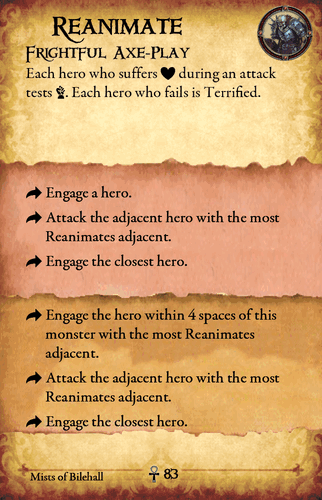 REANIMATE
FRIGHTFUL AXE-PLAY
Each hero who suffers ♥ during an attack
tests . Each hero who fails is Terrified.
Engage a hero.
Attack the adjacent hero with the most
Reanimates adjacent.
Engage the closest hero.
Engage the hero within 4 spaces of this
monster with the most Reanimates
adjacent.
Attack the adjacent hero with the most
Reanimates adjacent.
Engage the closest hero.
Mists of Bilehall
83